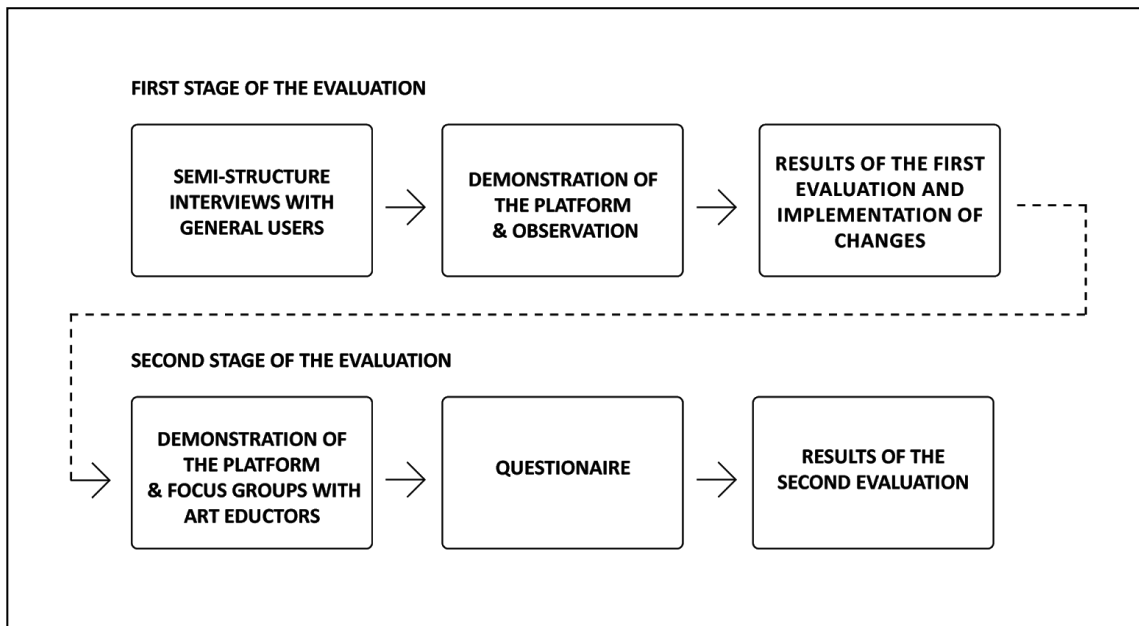 FIRST STAGE OF THE EVALUATION
SEMI-STRUCTURE
INTERVIEWS WITH
GENERAL USERS
DEMONSTRATION OF
THE PLATFORM
& OBSERVATION
RESULTS OF THE FIRST
EVALUATION AND
IMPLEMENTATION OF
CHANGES
SECOND STAGE OF THE EVALUATION
DEMONSTRATION OF
THE PLATFORM
& FOCUS GROUPS WITH
ART EDUCTORS
QUESTIONAIRE
RESULTS OF THE
SECOND EVALUATION